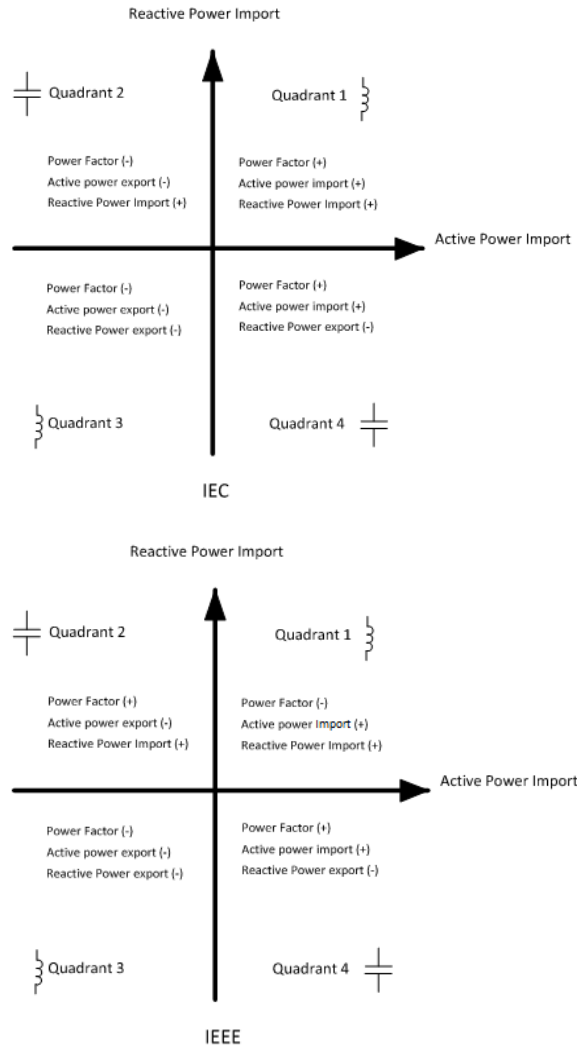 Reactive Power Import
Quadrant 2
Quadrant 1
Power Factor (-)
Active power export (-)
Reactive Power Import (+)
Power Factor (+)
Active power import (+)
Reactive Power Import (+)
Active Power Import
Power Factor (-)
Active power export (-)
Reactive Power export (-)
Power Factor (+)
Active power import (+)
Reactive Power export (-)
Quadrant 3
Quadrant 4
IEC
Reactive Power Import
Quadrant 2
Quadrant 1
Power Factor (+)
Active power export (-)
Reactive Power Import (+)
Power Factor (-)
Active power Import (+)
Reactive Power Import (+)
Active Power Import
Power Factor (-)
Active power export (-)
Reactive Power export (-)
Power Factor (+)
Active power import (+)
Reactive Power export (-)
Quadrant 3
Quadrant 4
IEEE